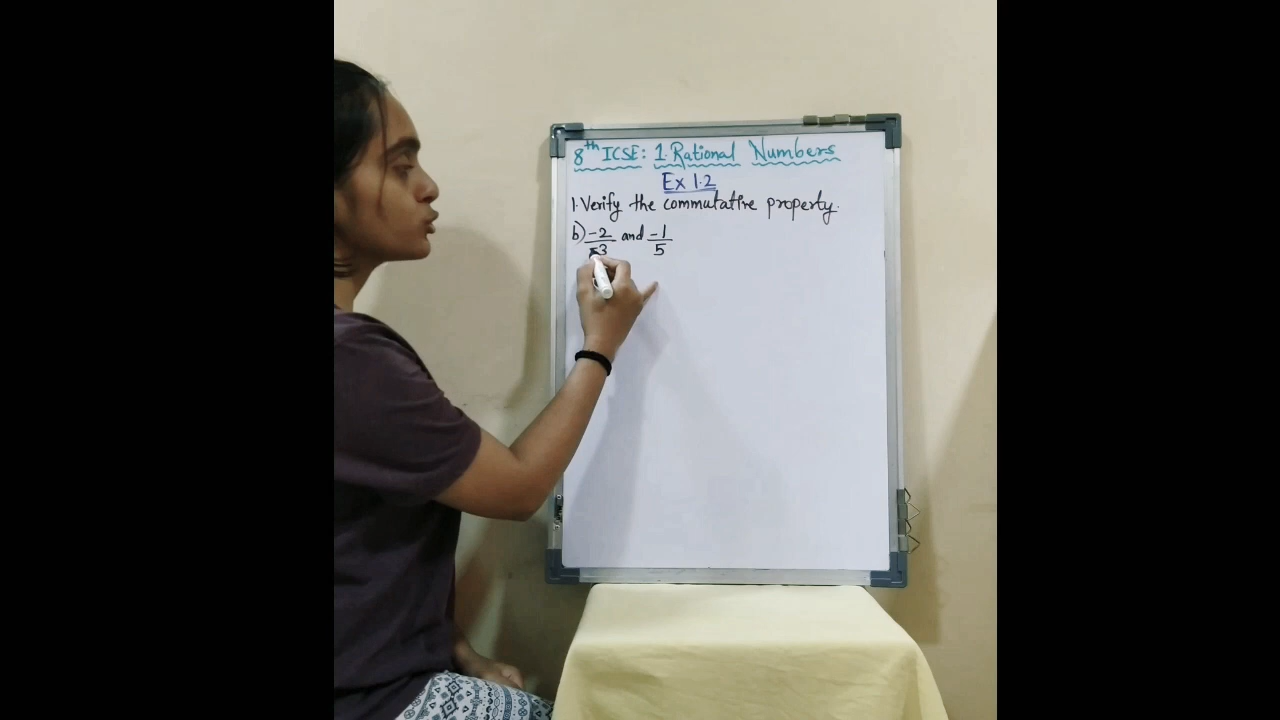 8th ICSE: 1. Rational Numbers
Ex 1.2
1. Verify the commutative property.
b) -2/-3 and -1/5